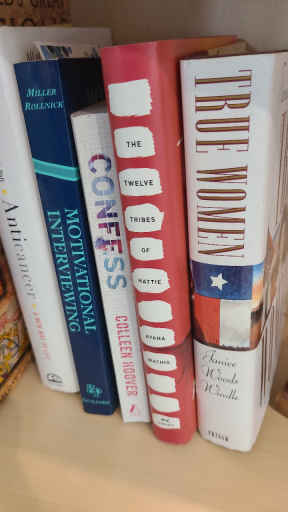 Anticancer
MILLER
ROLLNICK
MOTIVATIONAL
INTERVIEWING
CONFESS
COLLEEN HOOVER
THE
TWELVE
TRIBES
OF
HATTIE
AYANA
MATHIS
TRUE WOMEN
Janice
Woods
Windle
PUTNAM